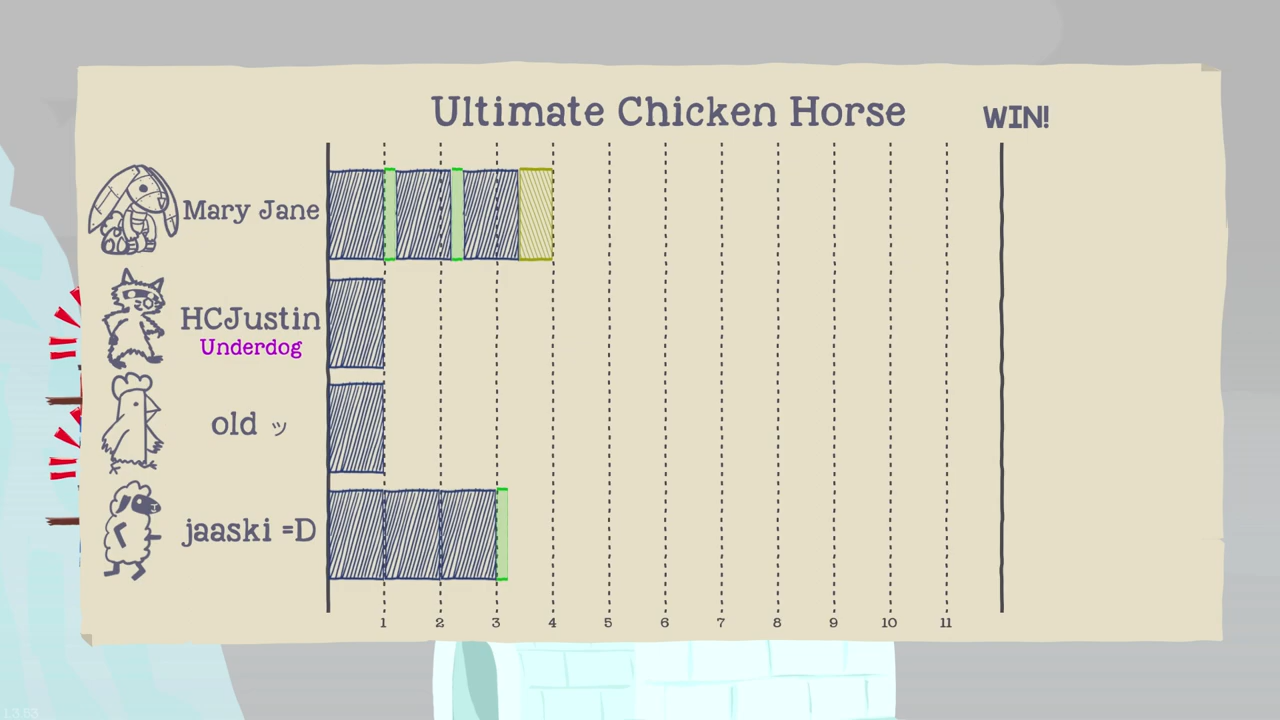 Ultimate Chicken Horse
WIN!
Mary Jane
HCJustin
Underdog
old ッ
jaaski =D
1 2 3 4 5 6 7 8 9 10 11